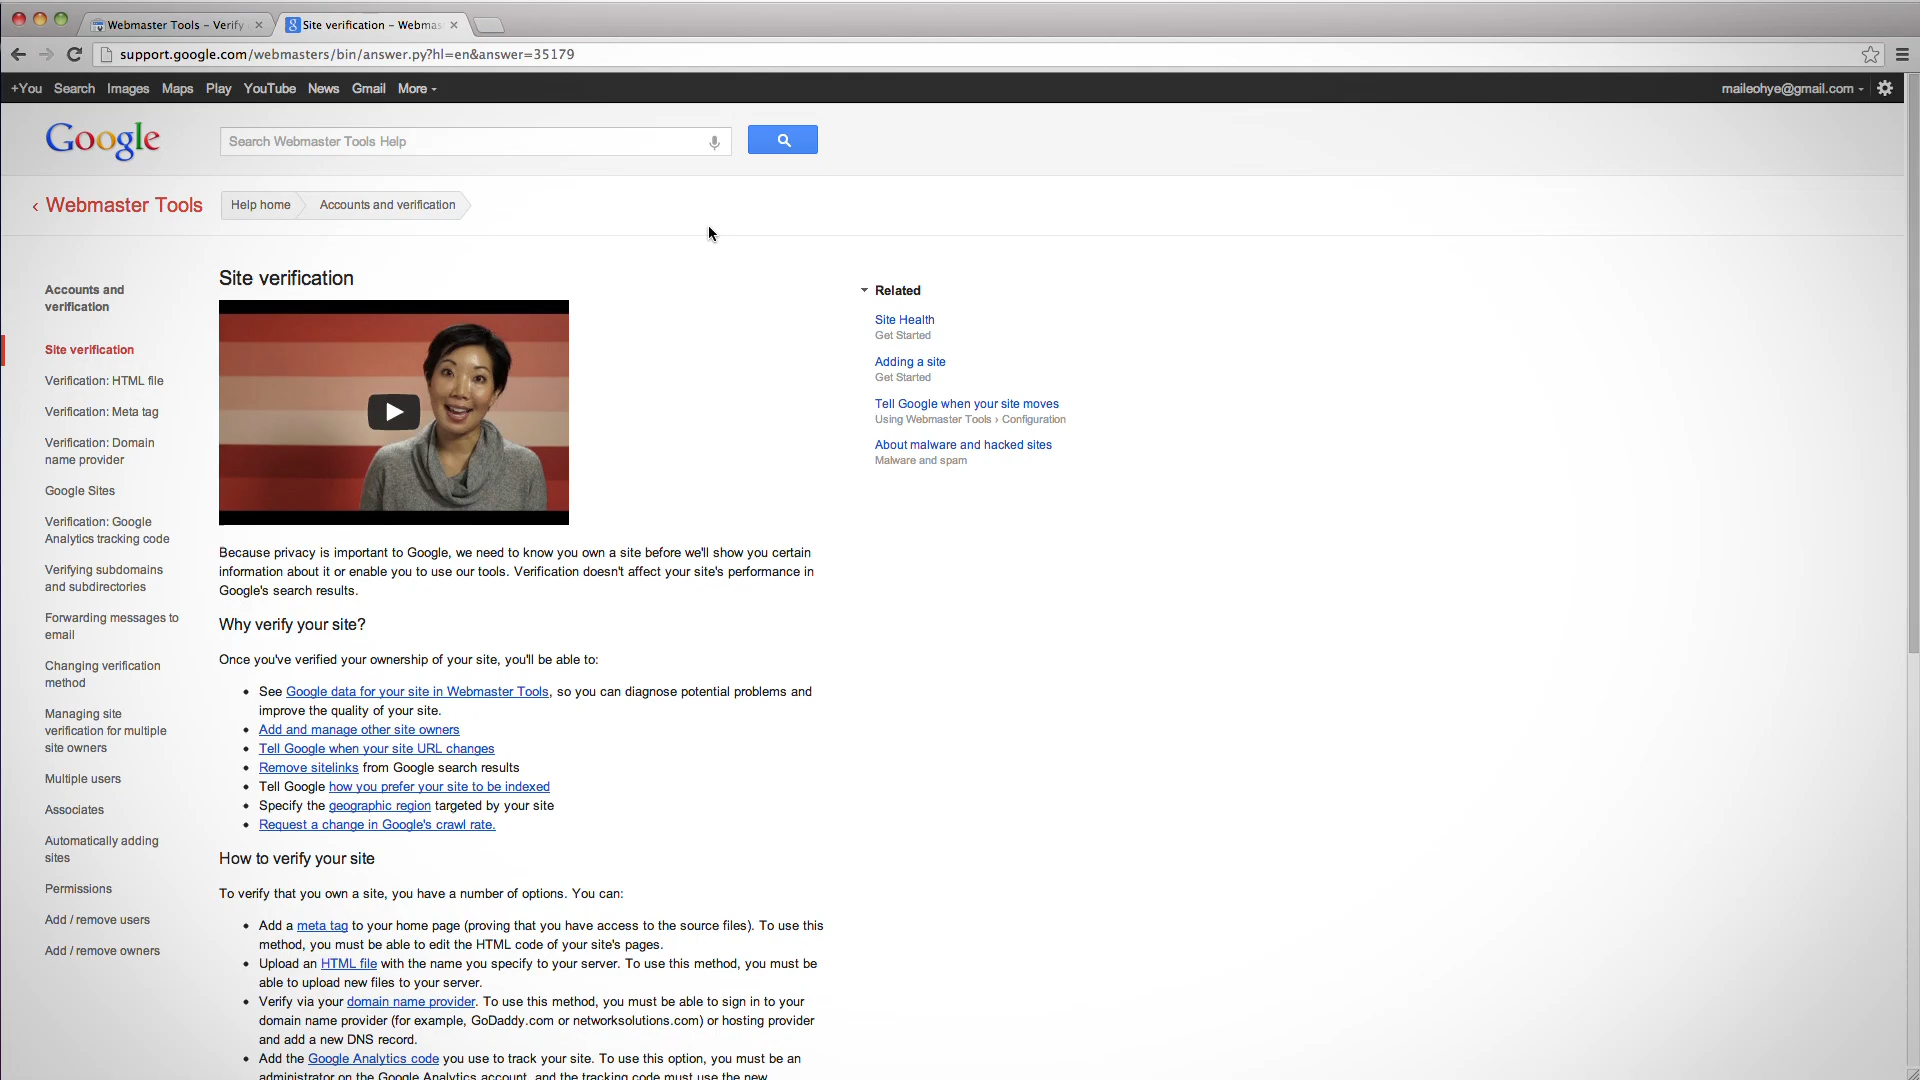 Webmaster Tools - Verify
Site verification - Webmas
support.google.com/webmasters/bin/answer.py?hl=en&answer=35179
+You Search Images Maps Play YouTube News Gmail More
maileohye@gmail.com
Google
Search Webmaster Tools Help
‹ Webmaster Tools
Help home
Accounts and verification
Accounts and
verification
Site verification
Verification: HTML file
Verification: Meta tag
Verification: Domain
name provider
Google Sites
Verification: Google
Analytics tracking code
Verifying subdomains
and subdirectories
Forwarding messages to
email
Changing verification
method
Managing site
verification for multiple
site owners
Multiple users
Associates
Automatically adding
sites
Permissions
Add / remove users
Add / remove owners
Site verification
Because privacy is important to Google, we need to know you own a site before we'll show you certain
information about it or enable you to use our tools. Verification doesn't affect your site's performance in
Google's search results.
Why verify your site?
Once you've verified your ownership of your site, you'll be able to:
• See Google data for your site in Webmaster Tools, so you can diagnose potential problems and
improve the quality of your site.
• Add and manage other site owners
• Tell Google when your site URL changes
• Remove sitelinks from Google search results
• Tell Google how you prefer your site to be indexed
• Specify the geographic region targeted by your site
• Request a change in Google's crawl rate.
How to verify your site
To verify that you own a site, you have a number of options. You can:
• Add a meta tag to your home page (proving that you have access to the source files). To use this
method, you must be able to edit the HTML code of your site's pages.
• Upload an HTML file with the name you specify to your server. To use this method, you must be
able to upload new files to your server.
• Verify via your domain name provider. To use this method, you must be able to sign in to your
domain name provider (for example, GoDaddy.com or networksolutions.com) or hosting provider
and add a new DNS record.
• Add the Google Analytics code you use to track your site. To use this option, you must be an
administrator on the Google Analytics account, and the tracking code must use the new
Related
Site Health
Get Started
Adding a site
Get Started
Tell Google when your site moves
Using Webmaster Tools › Configuration
About malware and hacked sites
Malware and spam